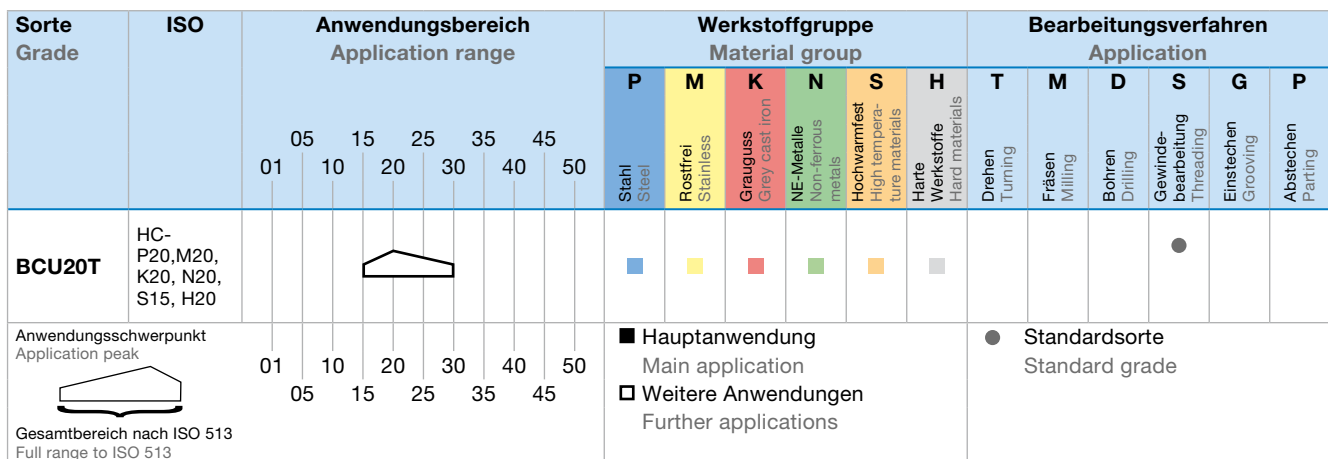 Sorte
Grade
ISO
Anwendungsbereich
Application range
Werkstoffgruppe
Material group
Bearbeitungsverfahren
Application
05 15 25 35 45
01 10 20 30 40 50
P
Stahl
Steel
M
Rostfrei
Stainless
K
Grauguss
Grey cast iron
N
NE-Metalle
Non-ferrous
metals
S
Hochwarmfest
High tempera-
ture materials
H
Harte
Werkstoffe
Hard materials
T
Drehen
Turning
M
Fräsen
Milling
D
Bohren
Drilling
S
Gewinde-
bearbeitung
Threading
G
Einstechen
Grooving
P
Abstechen
Parting
BCU20T
HC-
P20,M20,
K20, N20,
S15, H20
Anwendungsschwerpunkt
Application peak
Gesamtbereich nach ISO 513
Full range to ISO 513
01 10 20 30 40 50
05 15 25 35 45
Hauptanwendung
Main application
Weitere Anwendungen
Further applications
Standardsorte
Standard grade